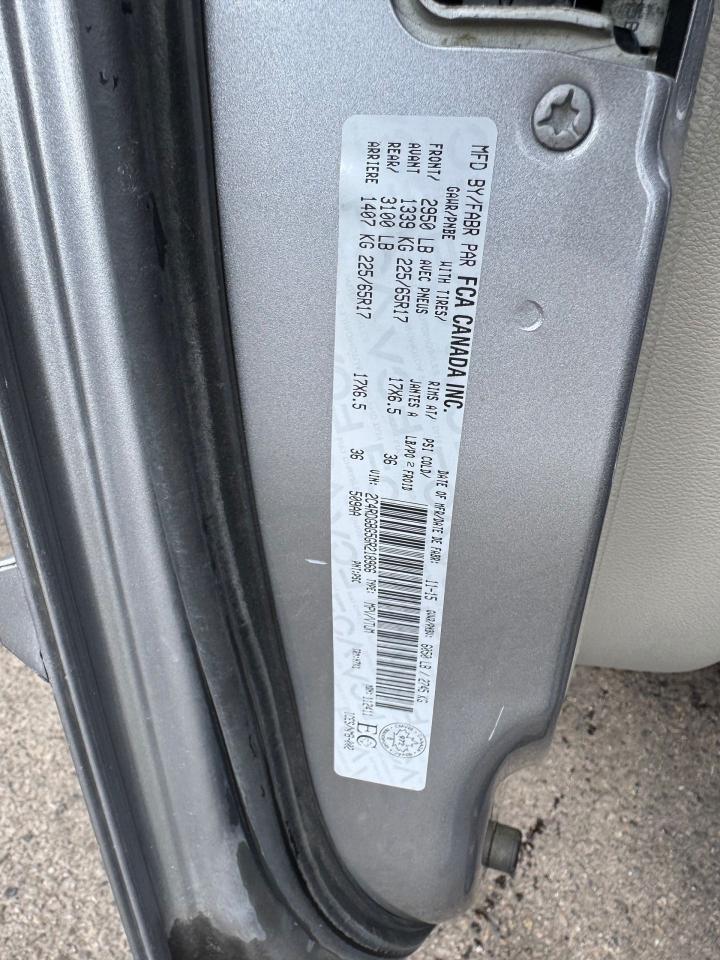 MFD BY/FABR PAR FCA CANADA INC.
DATE OF MFR/DATE DE FABR: 11-15
GVWR/PNBV: 6050 LB / 2745 KG
GAWR/PNBE WITH TIRES/ RIMS AT/ PSI COLD/
AVEC PNEUS JANTES A LB/PO 2 FROID
FRONT/ 2950 LB
AVANT 1339 KG 225/65R17 17X6.5 36
REAR/ 3100 LB
ARRIERE 1407 KG 225/65R17 17X6.5 36
VIN: TYPE: MPV/VTUM
509AA
EC